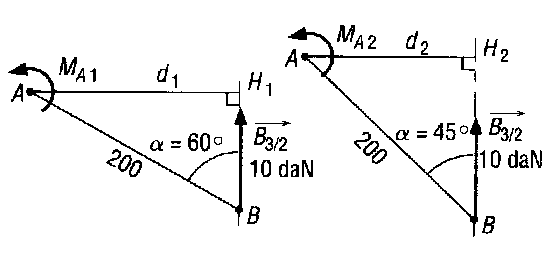 M_A1 d_1 H_1
A
α = 60° B_3/2
200 10 daN
B
M_A2 d_2 H_2
A
α = 45° B_3/2
200 10 daN
B